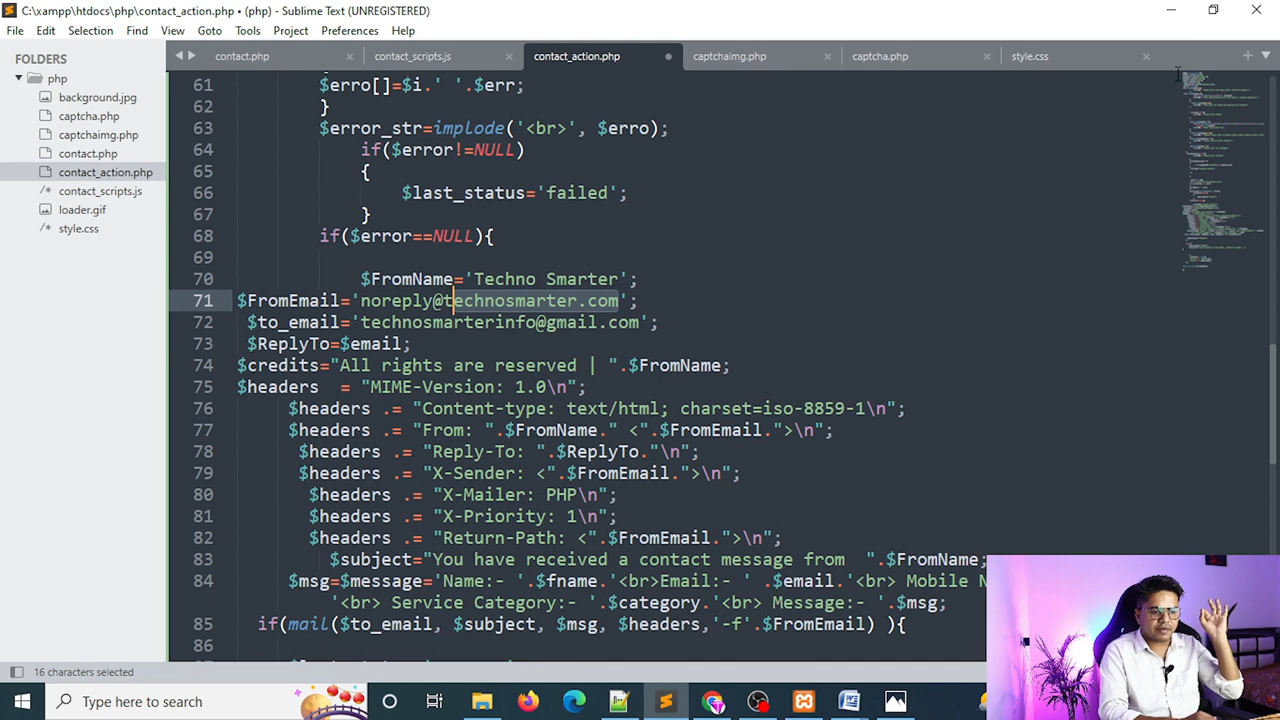 C:\xampp\htdocs\php\contact_action.php • (php) - Sublime Text (UNREGISTERED)
File Edit Selection Find View Goto Tools Project Preferences Help
FOLDERS
php
background.jpg
captcha.php
captchaimg.php
contact.php
contact_action.php
contact_scripts.js
loader.gif
style.css
contact.php contact_scripts.js contact_action.php captchaimg.php captcha.php style.css
61 $erro[]=$i.' '.$err;
62 }
63 $error_str=implode('<br>', $erro);
64 if($error!=NULL)
65 {
66 $last_status='failed';
67 }
68 if($error==NULL){
69
70 $FromName='Techno Smarter';
71 $FromEmail='noreply@technosmarter.com';
72 $to_email='technosmarterinfo@gmail.com';
73 $ReplyTo=$email;
74 $credits="All rights are reserved | ".$FromName;
75 $headers = "MIME-Version: 1.0\n";
76 $headers .= "Content-type: text/html; charset=iso-8859-1\n";
77 $headers .= "From: ".$FromName." <".$FromEmail.">\n";
78 $headers .= "Reply-To: ".$ReplyTo."\n";
79 $headers .= "X-Sender: <".$FromEmail.">\n";
80 $headers .= "X-Mailer: PHP\n";
81 $headers .= "X-Priority: 1\n";
82 $headers .= "Return-Path: <".$FromEmail.">\n";
83 $subject="You have received a contact message from ".$FromName;
84 $msg=$message='Name:- '.$fname.'<br>Email:- ' .$email.'<br> Mobile N
'<br> Service Category:- '.$category.'<br> Message:- '.$msg;
85 if(mail($to_email, $subject, $msg, $headers,'-f'.$FromEmail) ){
86
16 characters selected
Type here to search